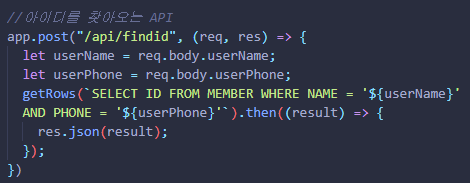 //아이디를 찾아오는 API
app.post("/api/findid", (req, res) => {
  let userName = req.body.userName;
  let userPhone = req.body.userPhone;
  getRows(`SELECT ID FROM MEMBER WHERE NAME = '${userName}'
  AND PHONE = '${userPhone}'`).then((result) => {
    res.json(result);
  });
})